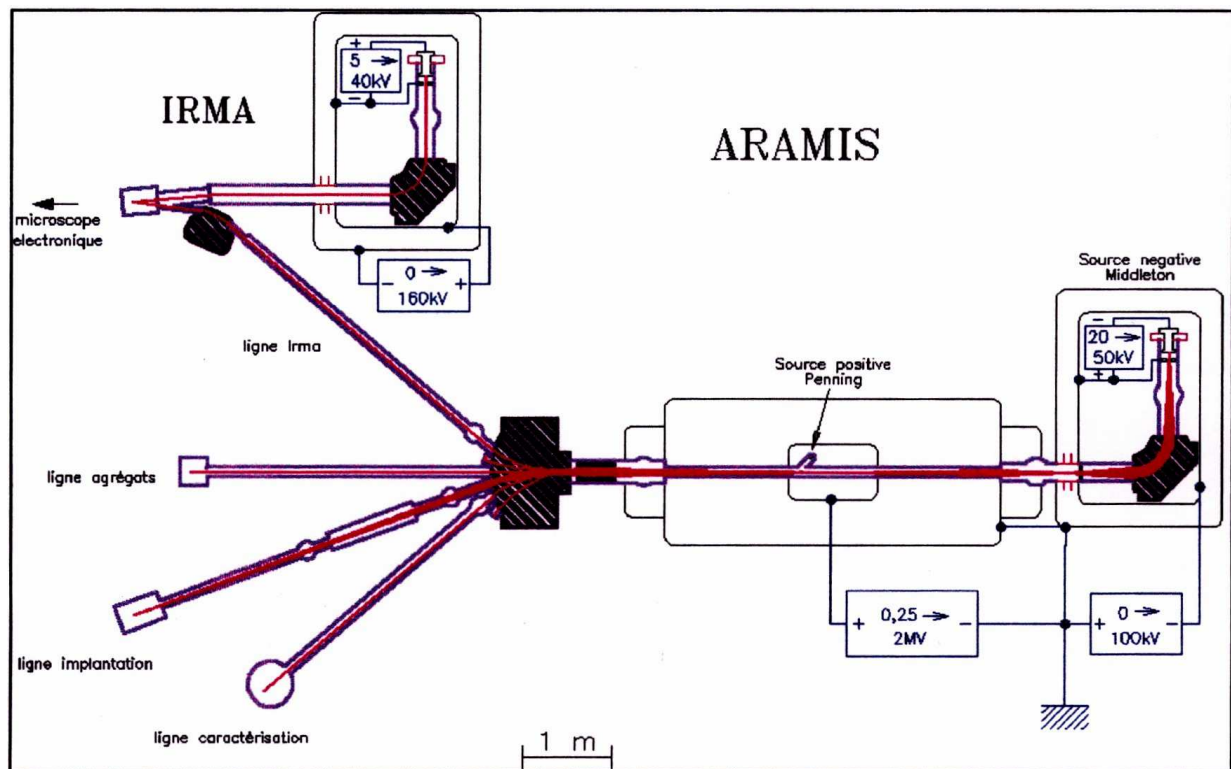 IRMA
+
5 →
40kV
−
ARAMIS
microscope
electronique
− 0 → +
160kV
Source negative
Middleton
−
20 →
50kV
+
ligne Irma
Source positive
Penning
ligne agrégats
+ 0,25 → −
2MV
+ 0 → −
100kV
ligne implantation
ligne caractérisation
1 m